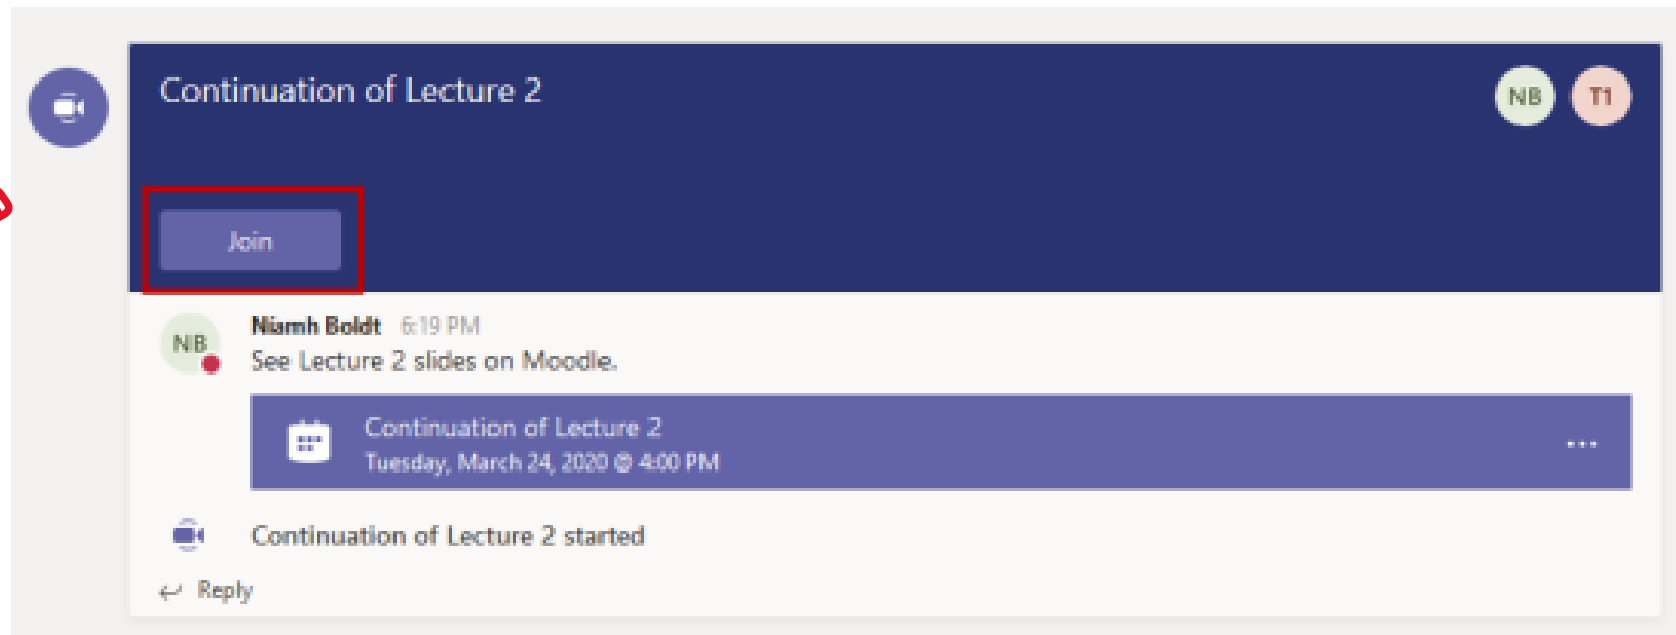 Continuation of Lecture 2
NB T1
Join
NB
Niamh Boldt 6:19 PM
See Lecture 2 slides on Moodle.
Continuation of Lecture 2
Tuesday, March 24, 2020 @ 4:00 PM
Continuation of Lecture 2 started
Reply